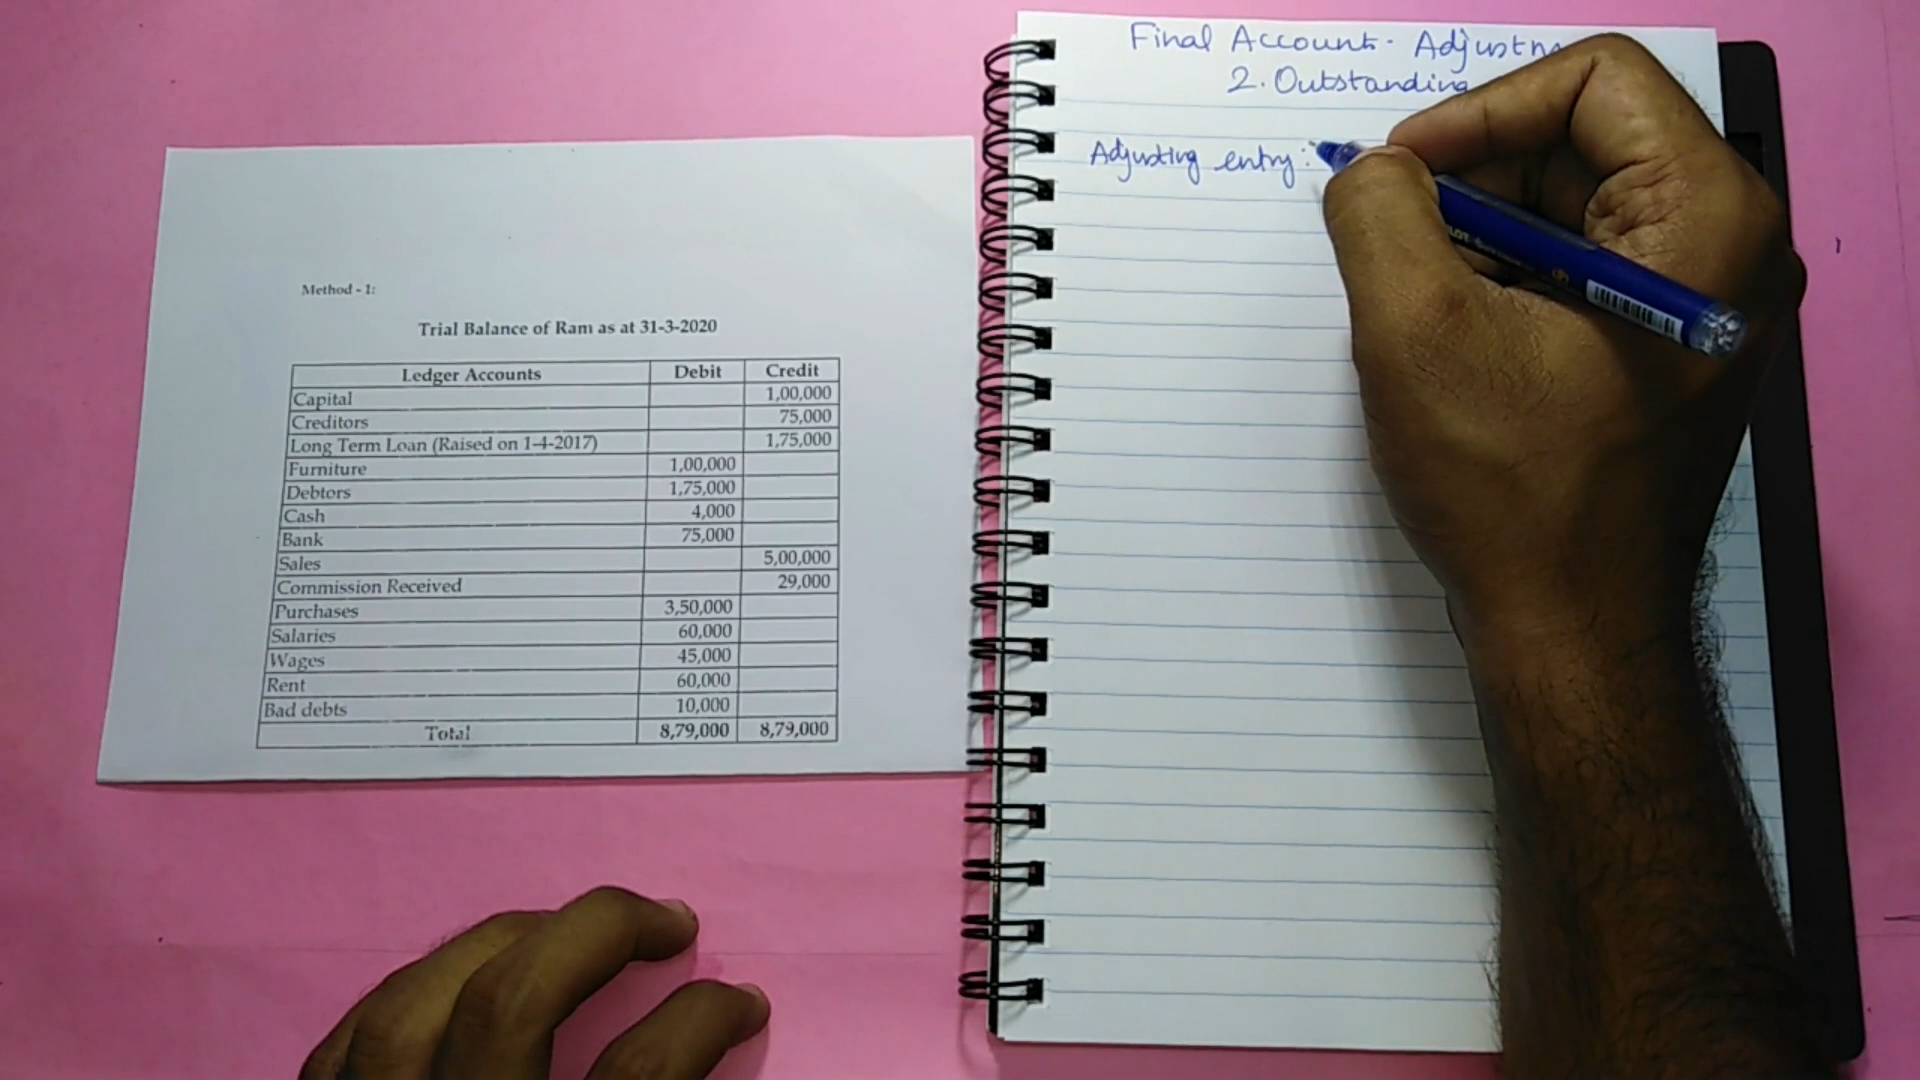 Method - 1:
Trial Balance of Ram as at 31-3-2020
Ledger Accounts Debit Credit
Capital 1,00,000
Creditors 75,000
Long Term Loan (Raised on 1-4-2017) 1,75,000
Furniture 1,00,000
Debtors 1,75,000
Cash 4,000
Bank 75,000
Sales 5,00,000
Commission Received 29,000
Purchases 3,50,000
Salaries 60,000
Wages 45,000
Rent 60,000
Bad debts 10,000
Total 8,79,000 8,79,000
Final Account - Adjustm
2. Outstanding
Adjusting entry: